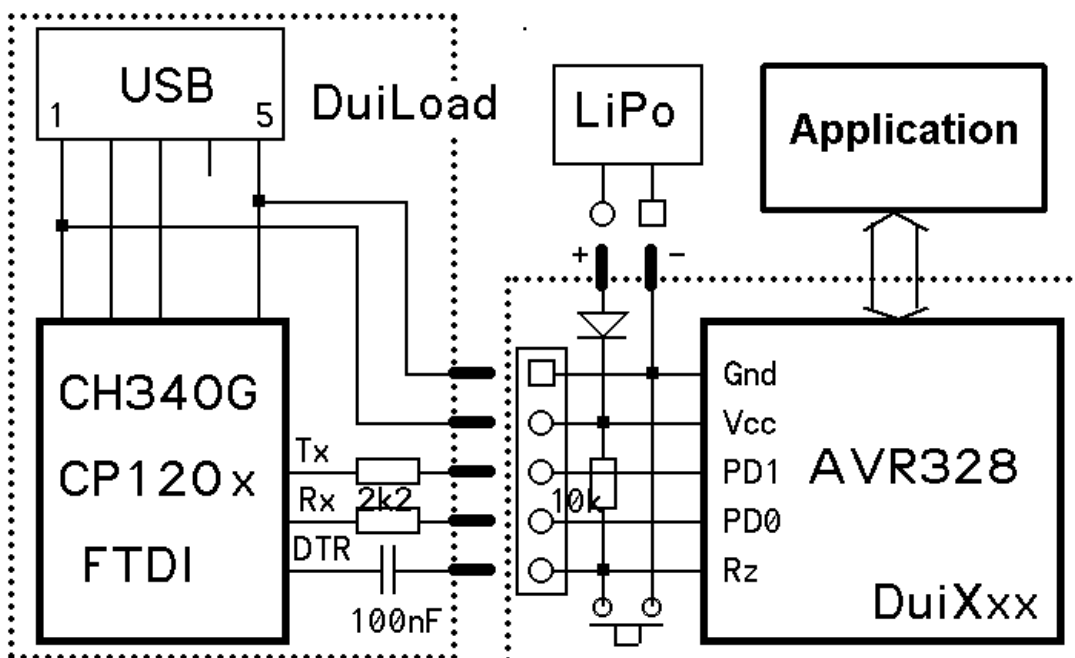 USB
1 5
DuiLoad
LiPo
Application
+ -
CH340G
CP120x
FTDI
Tx
Rx
2k2
DTR
100nF
10k
Gnd
Vcc
PD1
PD0
Rz
AVR328
DuiXxx